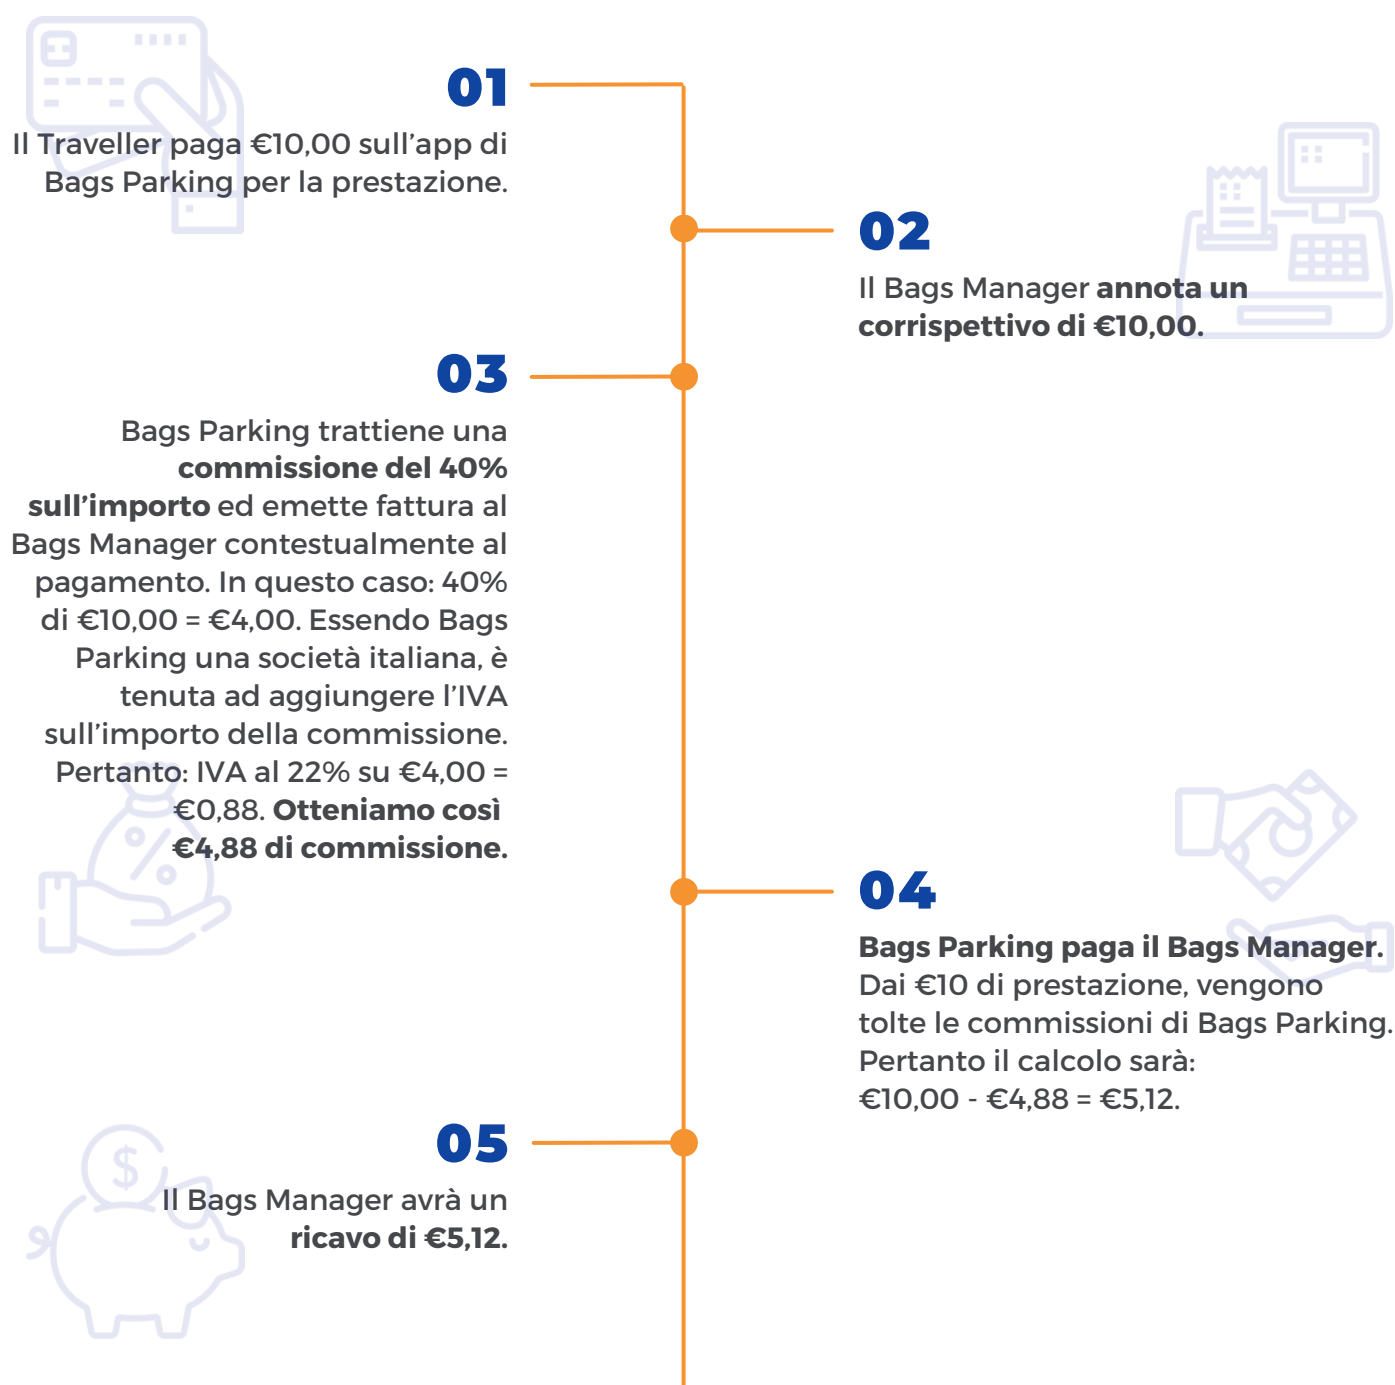 01
Il Traveller paga €10,00 sull’app di
Bags Parking per la prestazione.
02
Il Bags Manager annota un
corrispettivo di €10,00.
03
Bags Parking trattiene una
commissione del 40%
sull’importo ed emette fattura al
Bags Manager contestualmente al
pagamento. In questo caso: 40%
di €10,00 = €4,00. Essendo Bags
Parking una società italiana, è
tenuta ad aggiungere l’IVA
sull’importo della commissione.
Pertanto: IVA al 22% su €4,00 =
€0,88. Otteniamo così
€4,88 di commissione.
04
Bags Parking paga il Bags Manager.
Dai €10 di prestazione, vengono
tolte le commissioni di Bags Parking.
Pertanto il calcolo sarà:
€10,00 - €4,88 = €5,12.
05
Il Bags Manager avrà un
ricavo di €5,12.